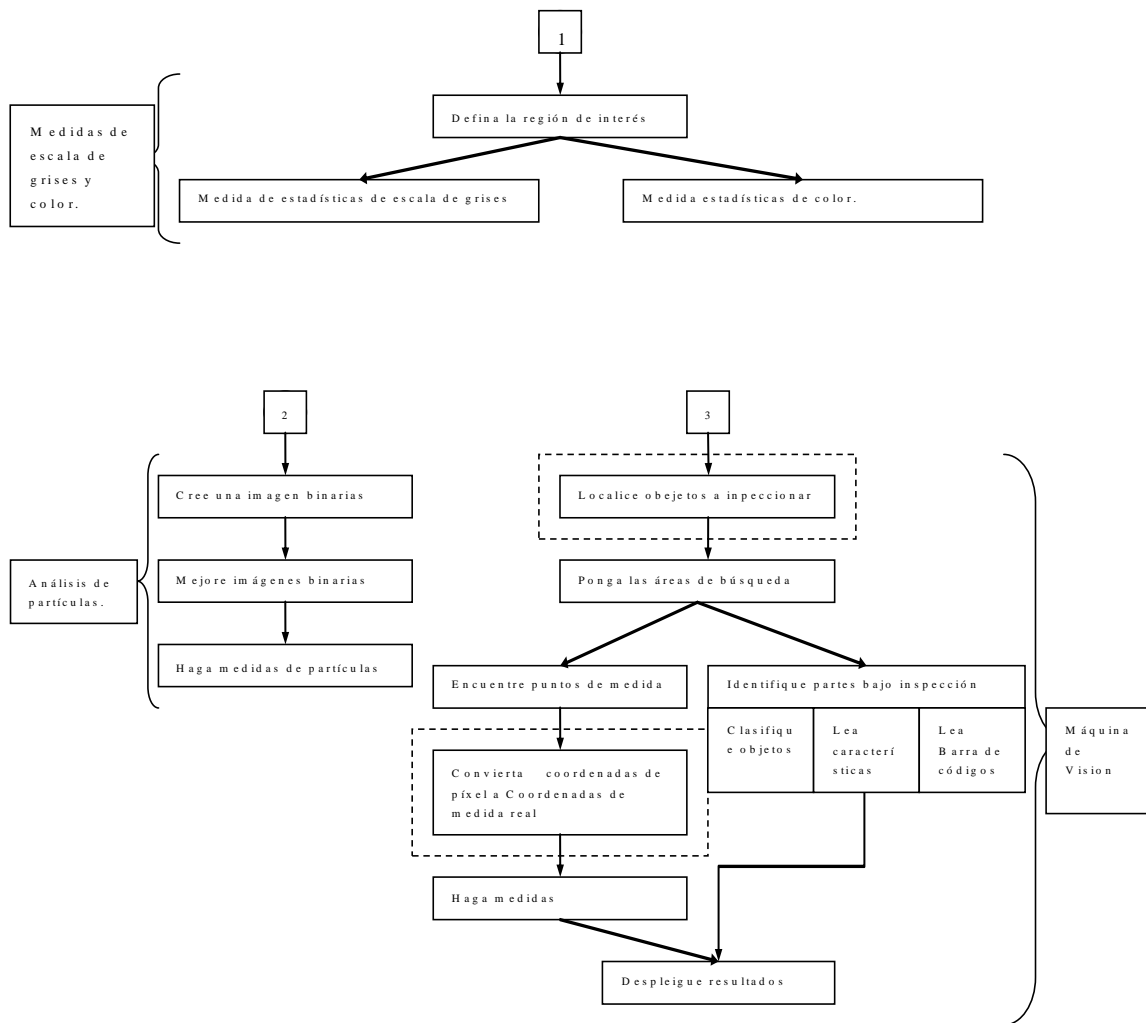 1
Defina la región de interés
Medidas de
escala de
grises y
color.
Medida de estadísticas de escala de grises
Medida estadísticas de color.
2
3
Cree una imagen binarias
Localice obejetos a inpeccionar
Análisis de
partículas.
Mejore imágenes binarias
Ponga las áreas de búsqueda
Haga medidas de partículas
Encuentre puntos de medida
Identifique partes bajo inspección
Clasifiqu
e objetos
Lea
caracterí
sticas
Lea
Barra de
códigos
Máquina
de
Vision
Convierta coordenadas de
píxel a Coordenadas de
medida real
Haga medidas
Despleigue resultados